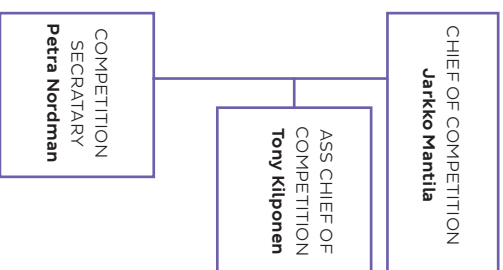 CHIEF OF COMPETITION
Jarkko Mantila
ASS CHIEF OF
COMPETITION
Tony Kilponen
COMPETITION
SECRATARY
Petra Nordman